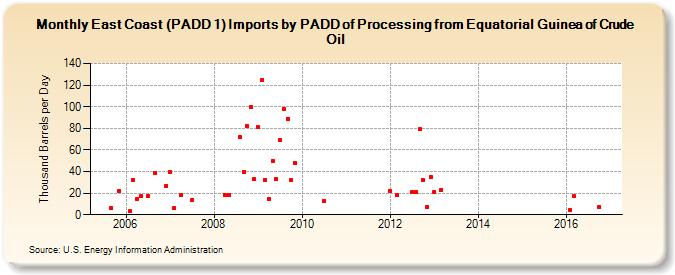 Monthly East Coast (PADD 1) Imports by PADD of Processing from Equatorial Guinea of Crude
Oil
Thousand Barrels per Day
140
120
100
80
60
40
20
0
2006 2008 2010 2012 2014 2016
Source: U.S. Energy Information Administration